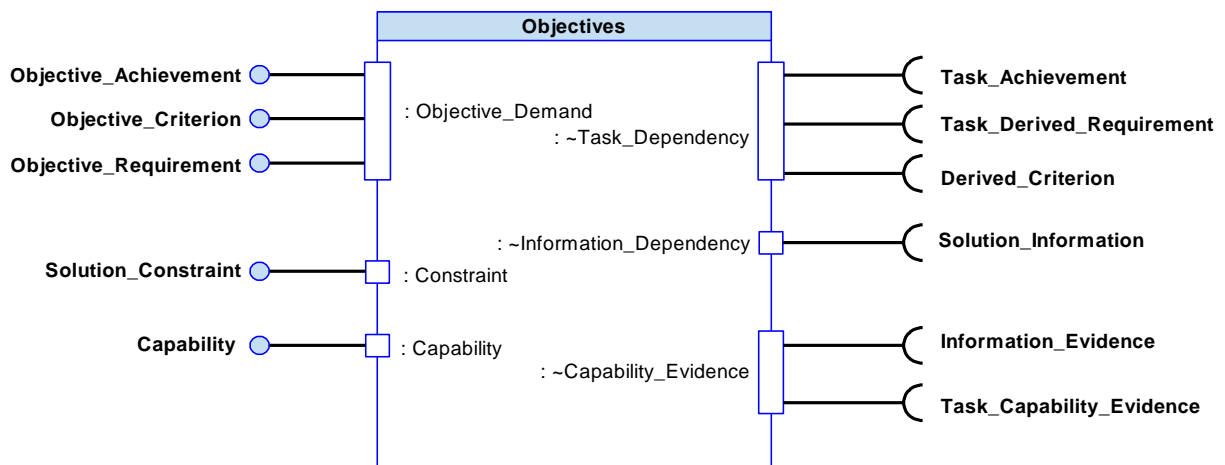 Objectives
Objective_Achievement
Objective_Criterion
Objective_Requirement
: Objective_Demand
: ~Task_Dependency
Task_Achievement
Task_Derived_Requirement
Derived_Criterion
: ~Information_Dependency
Solution_Information
Solution_Constraint
: Constraint
Capability
: Capability
: ~Capability_Evidence
Information_Evidence
Task_Capability_Evidence